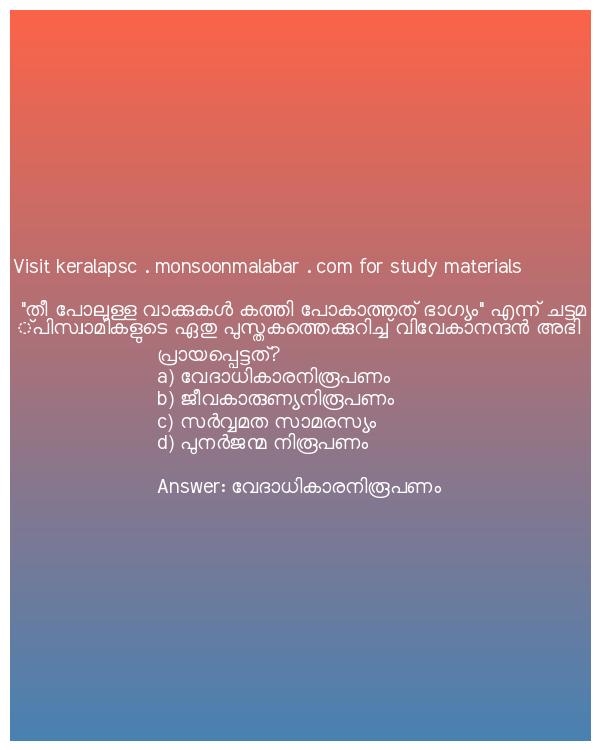 Visit keralapsc . monsoonmalabar . com for study materials
"തീ പോലുള്ള വാക്കുകൾ കത്തി പോകാത്തത് ഭാഗ്യം" എന്ന് ചട്ടമ
്പിസ്വാമികളുടെ ഏതു പുസ്തകത്തെക്കുറിച്ച് വിവേകാനന്ദൻ അഭി
പ്രായപ്പെട്ടത്?
a) വേദാധികാരനിരൂപണം
b) ജീവകാരുണ്യനിരൂപണം
c) സർവ്വമത സാമരസ്യം
d) പുനർജന്മ നിരൂപണം
Answer: വേദാധികാരനിരൂപണം